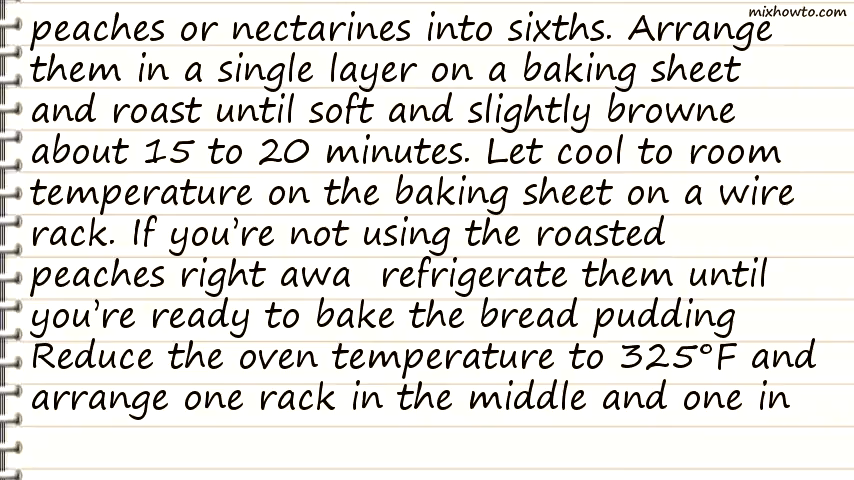 mixhowto.com
peaches or nectarines into sixths. Arrange
them in a single layer on a baking sheet
and roast until soft and slightly browne
about 15 to 20 minutes. Let cool to room
temperature on the baking sheet on a wire
rack. If you’re not using the roasted
peaches right awa refrigerate them until
you’re ready to bake the bread pudding
Reduce the oven temperature to 325°F and
arrange one rack in the middle and one in